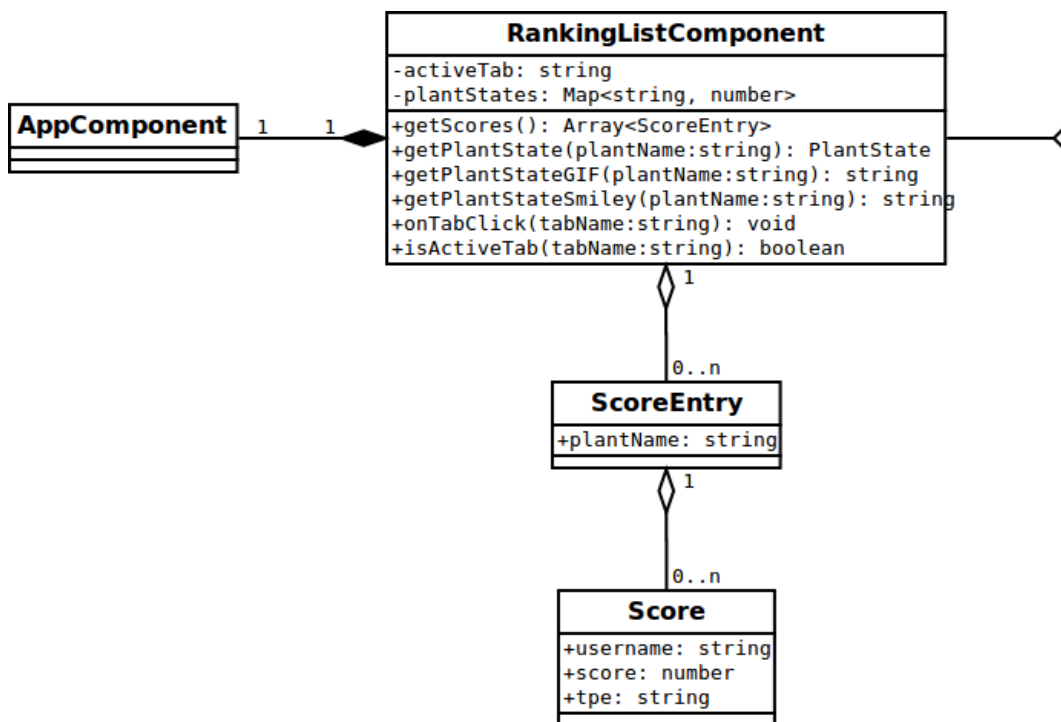 RankingListComponent
-activeTab: string
-plantStates: Map<string, number>
AppComponent
1
1
+getScores(): Array<ScoreEntry>
+getPlantState(plantName:string): PlantState
+getPlantStateGIF(plantName:string): string
+getPlantStateSmiley(plantName:string): string
+onTabClick(tabName:string): void
+isActiveTab(tabName:string): boolean
1
0..n
ScoreEntry
+plantName: string
1
0..n
Score
+username: string
+score: number
+tpe: string